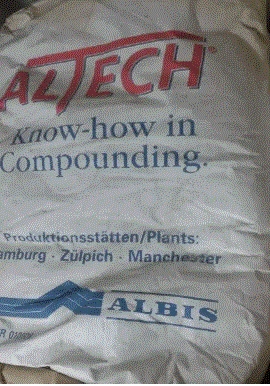 ALTECH
Know-how in
Compounding.
Produktionsstätten/Plants:
amburg · Zülpich · Manchester
ALBIS